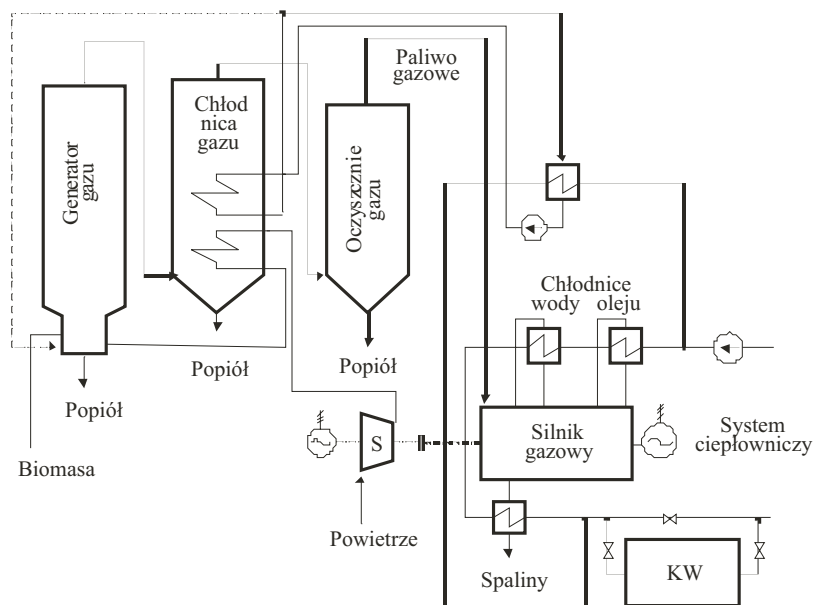 Paliwo
gazowe
Chłod
nica
gazu
Generator
gazu
Oczyszcznie
gazu
Chłodnice
wody oleju
Popiół
Popiół
Popiół
Silnik
gazowy
System
ciepłowniczy
S
Biomasa
Powietrze
Spaliny
KW